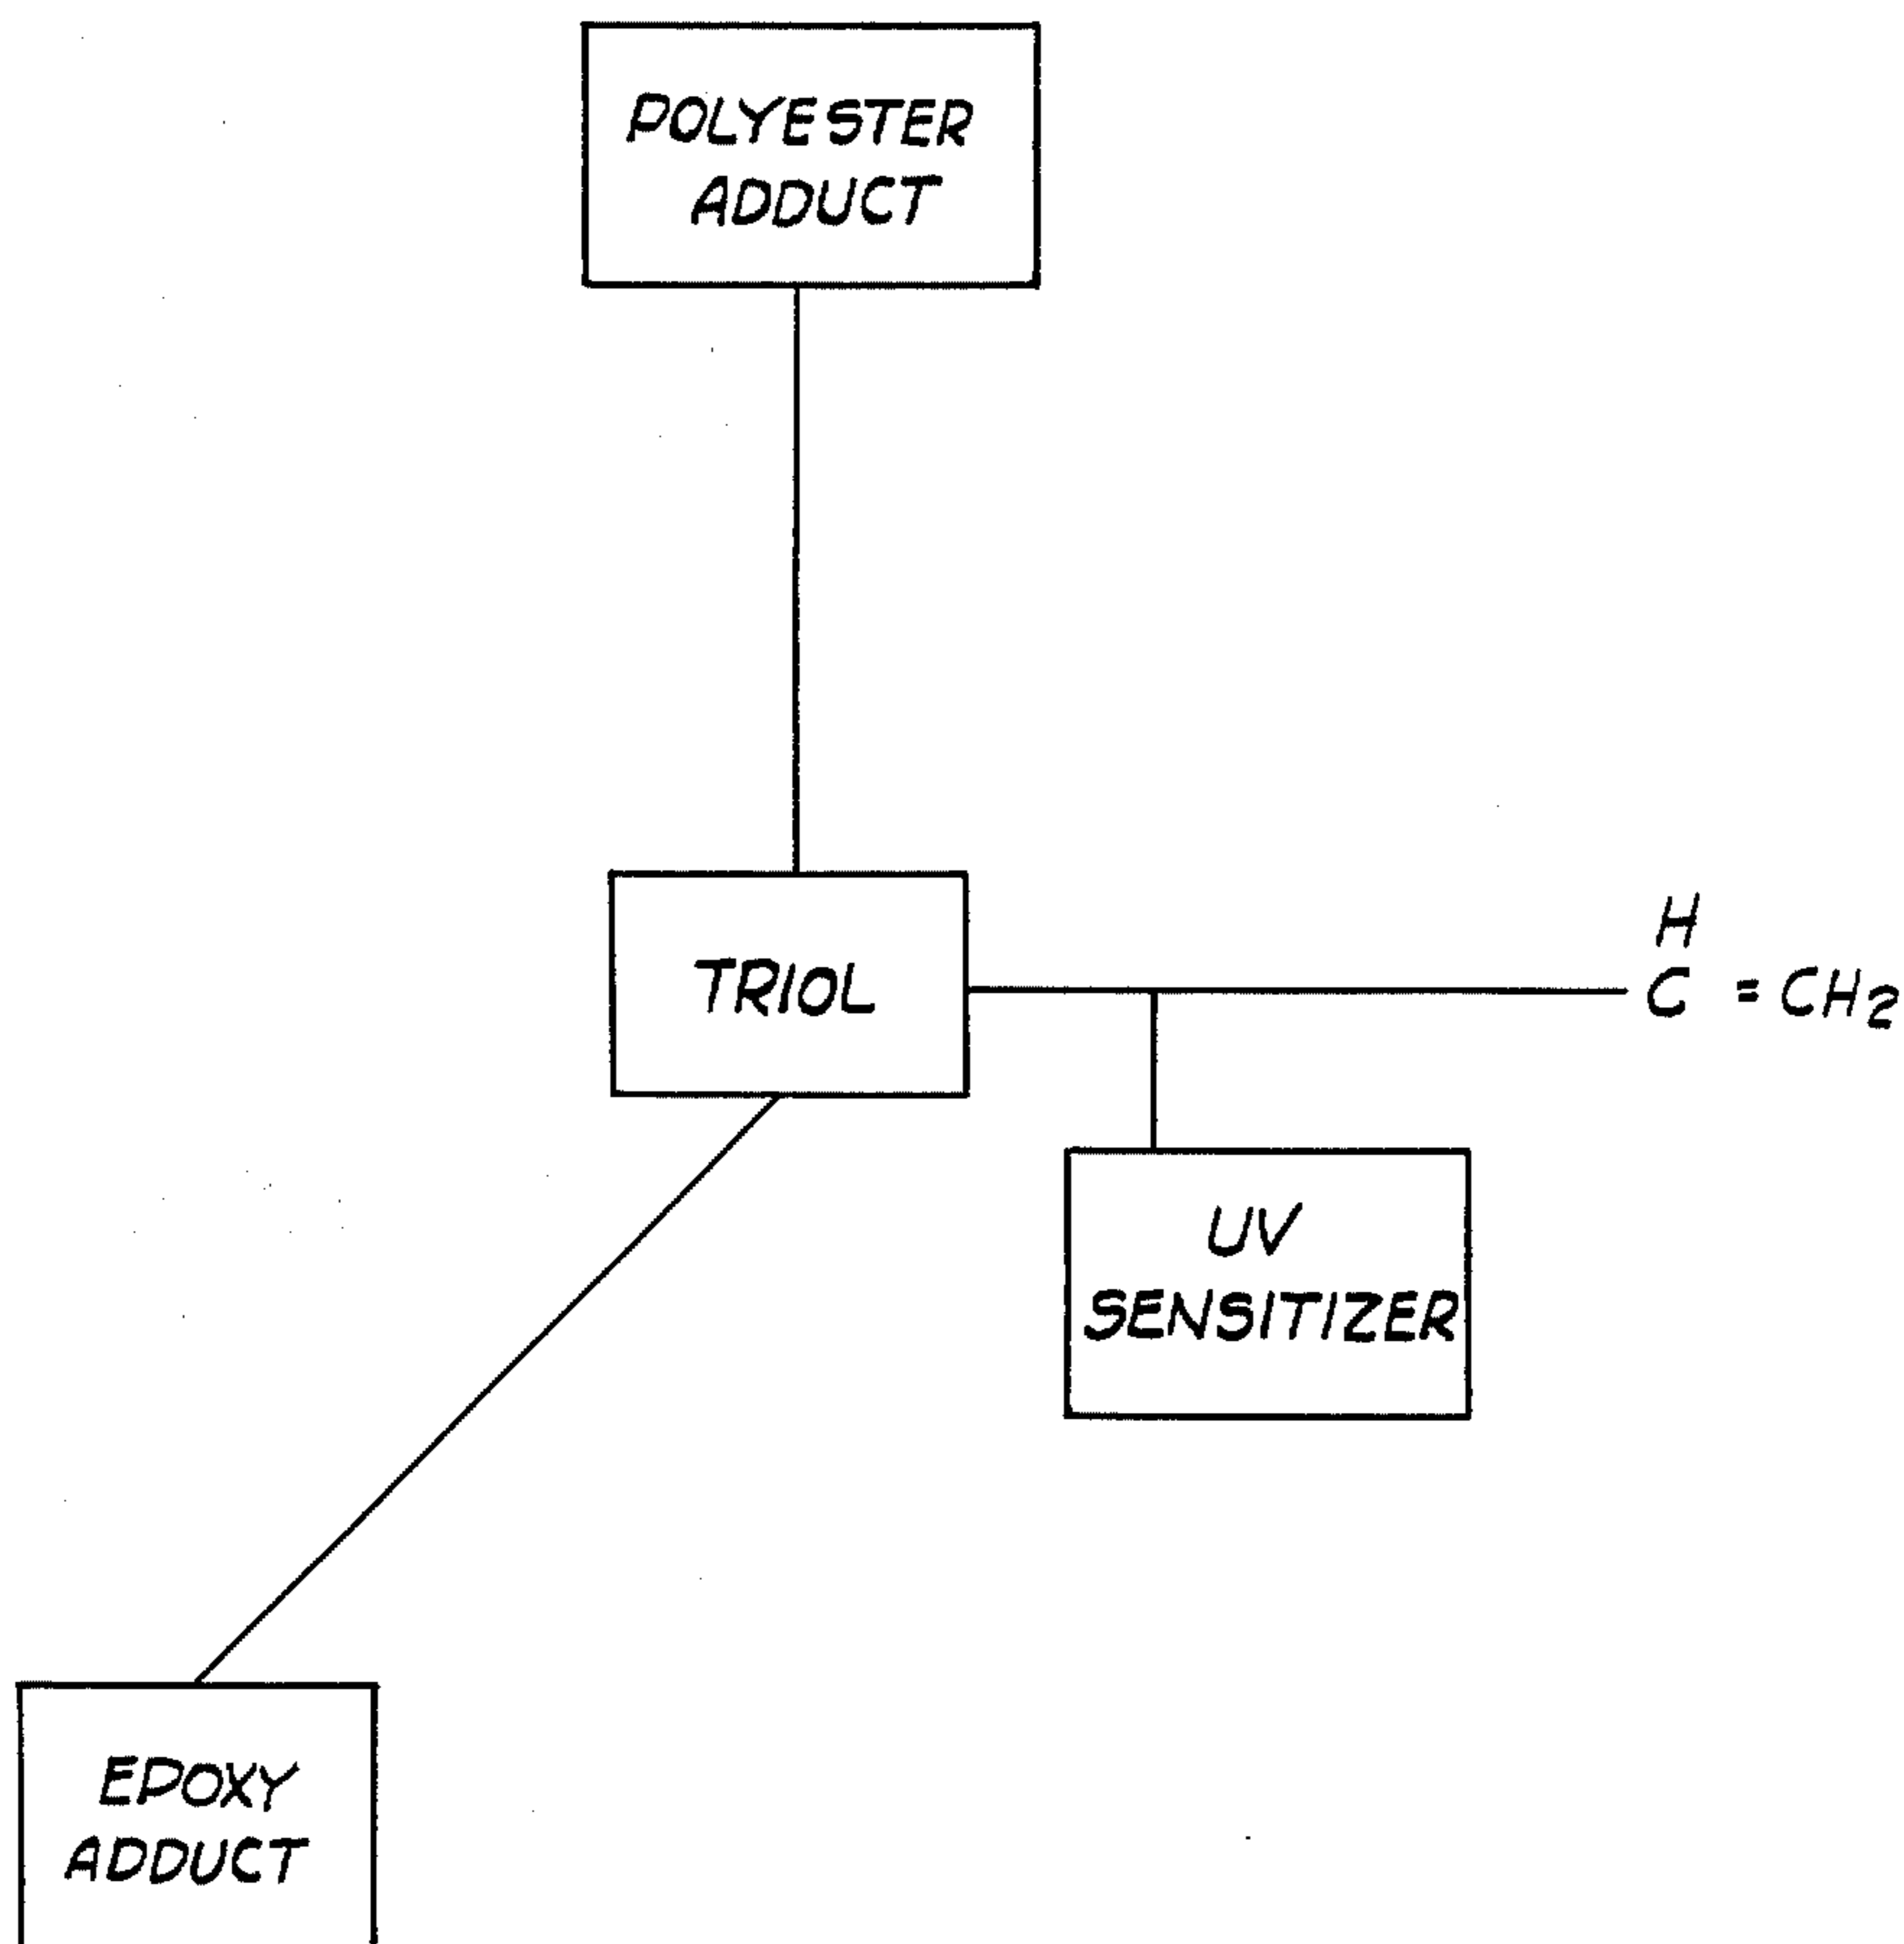 POLYESTER
ADDUCT
TRIOL
H
C = CH2
UV
SENSITIZER
EPOXY
ADDUCT